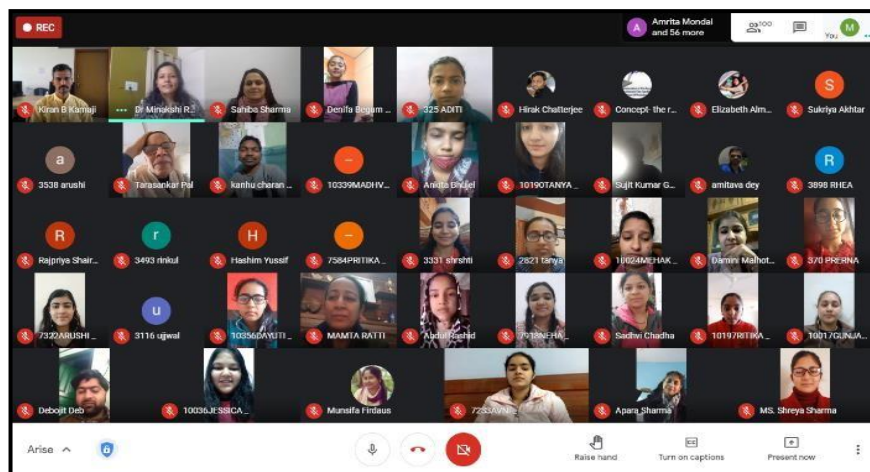 REC
Amrita Mondal
and 56 more
100
You
M
A
Kiran B Kamaji
Dr Minakshi R...
Sahiba Sharma
Denifa Begum ...
325 ADITI
Hirak Chatterjee
Concept- the r...
Elizabeth Alm...
S
Sukriya Akhtar
a
3538 arushi
Tarasankar Pal
kanhu charan ...
10339MADHV...
Ankita Bhujel
10190TANYA _
Sujit Kumar G...
amitava dey
R
3898 RHEA
R
Rajpriya Shair...
r
3493 rinkul
H
Hashim Yussif
7584PRITIKA _
3331 shrshti
2821 tanya
10024MEHAK _
Damini Malhot...
370 PRERNA
7322ARUSHI _
u
3116 ujjwal
10356DAYUTI _
MAMTA RATTI
Abdul Rashid
7918NEHA _
Sadhvi Chadha
10197RITIKA _
10017GUNJA...
Debojit Deb
10036JESSICA _
Munsifa Firdaus
7233AVNI _
Apara Sharma
MS. Shreya Sharma
Arise
Raise hand
CC
Turn on captions
Present now